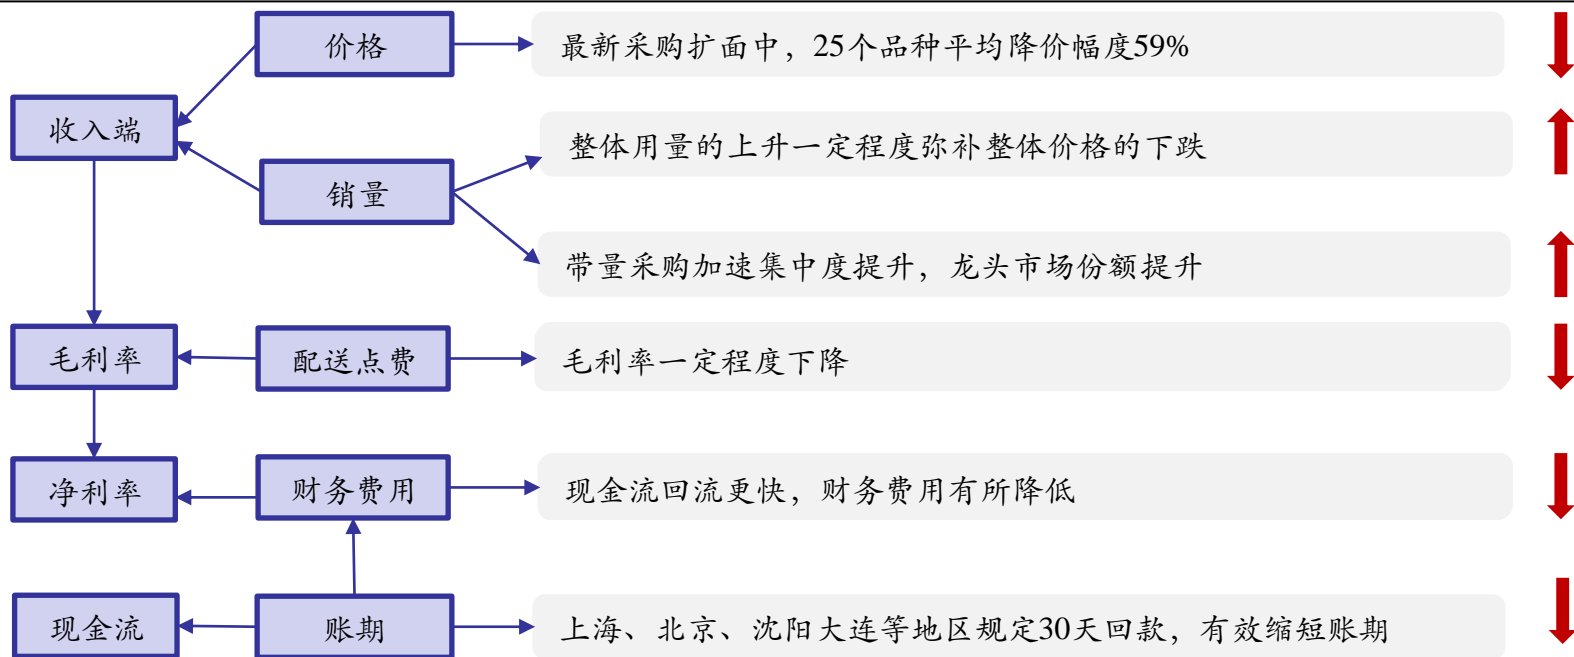 价格
最新采购扩面中，25个品种平均降价幅度59%
收入端
整体用量的上升一定程度弥补整体价格的下跌
销量
带量采购加速集中度提升，龙头市场份额提升
毛利率
配送点费
毛利率一定程度下降
净利率
财务费用
现金流回流更快，财务费用有所降低
现金流
账期
上海、北京、沈阳大连等地区规定30天回款，有效缩短账期